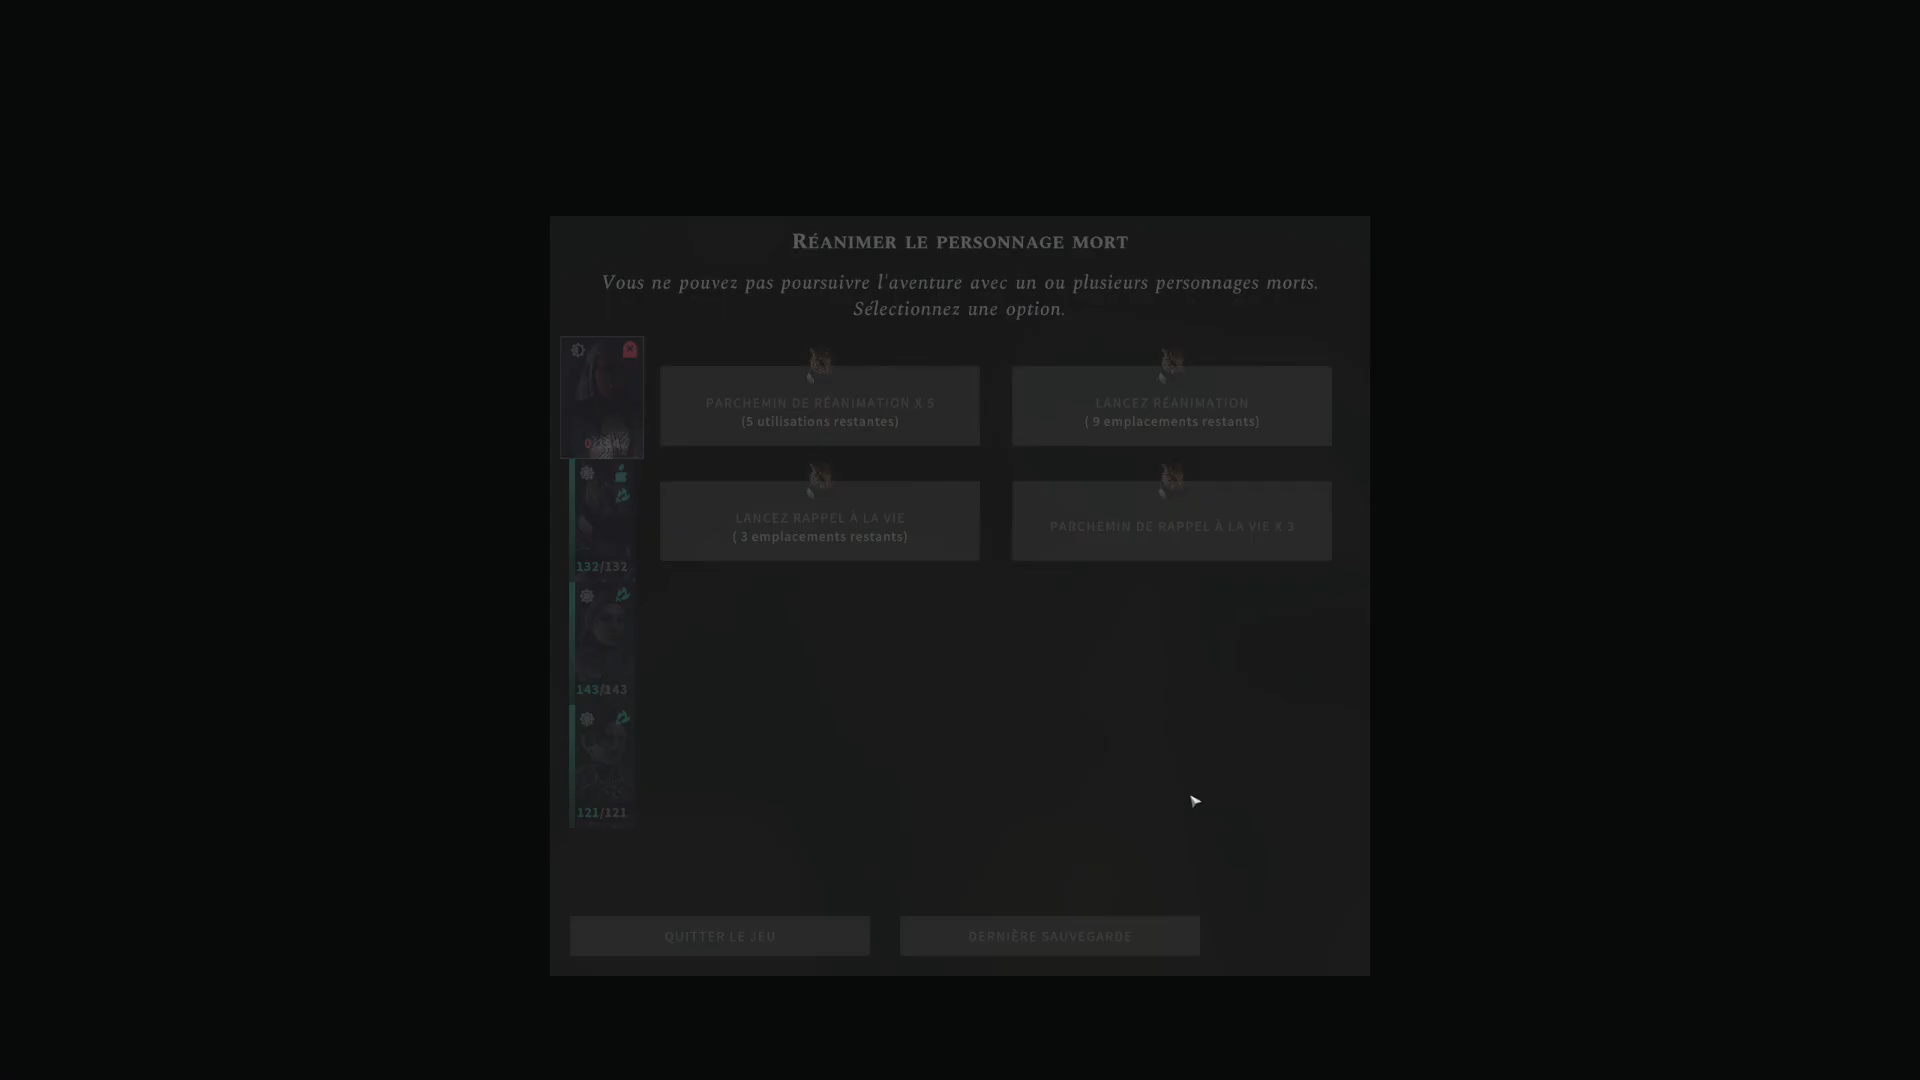 Réanimer le personnage mort
Vous ne pouvez pas poursuivre l'aventure avec un ou plusieurs personnages morts.
Sélectionnez une option.
PARCHEMIN DE RÉANIMATION X 5
(5 utilisations restantes)
LANCEZ RÉANIMATION
( 9 emplacements restants)
LANCEZ RAPPEL À LA VIE
( 3 emplacements restants)
PARCHEMIN DE RAPPEL À LA VIE X 3
132/132
143/143
121/121
QUITTER LE JEU
DERNIÈRE SAUVEGARDE